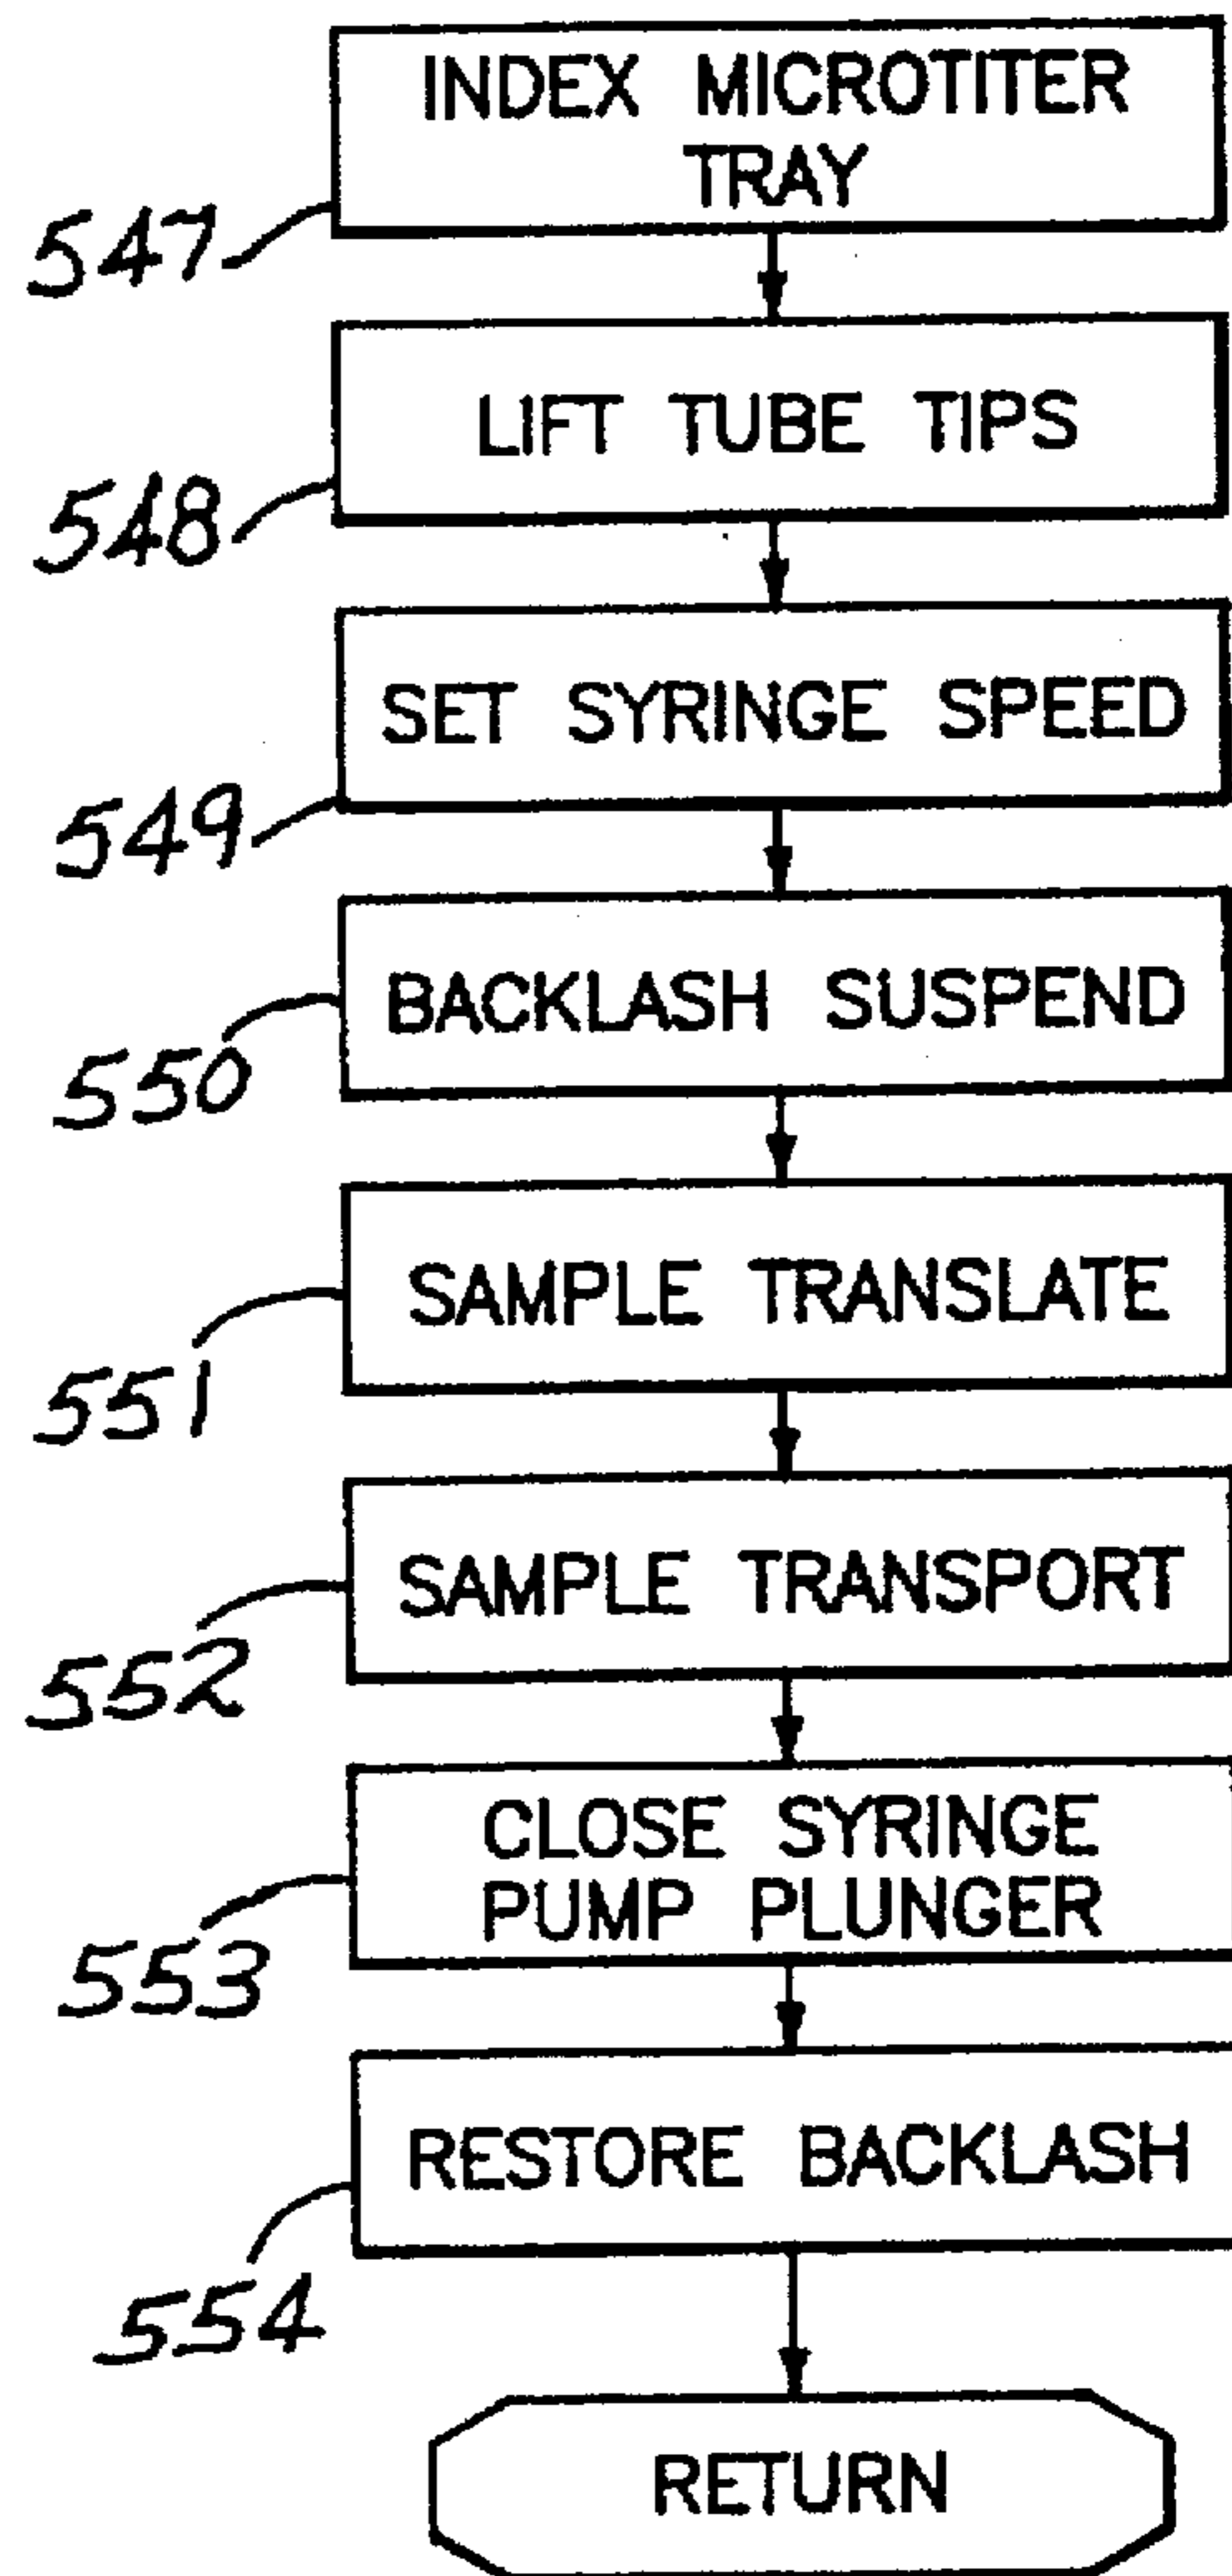 INDEX MICROTITER
TRAY
547
LIFT TUBE TIPS
548
SET SYRINGE SPEED
549
BACKLASH SUSPEND
550
SAMPLE TRANSLATE
551
SAMPLE TRANSPORT
552
CLOSE SYRINGE
PUMP PLUNGER
553
RESTORE BACKLASH
554
RETURN